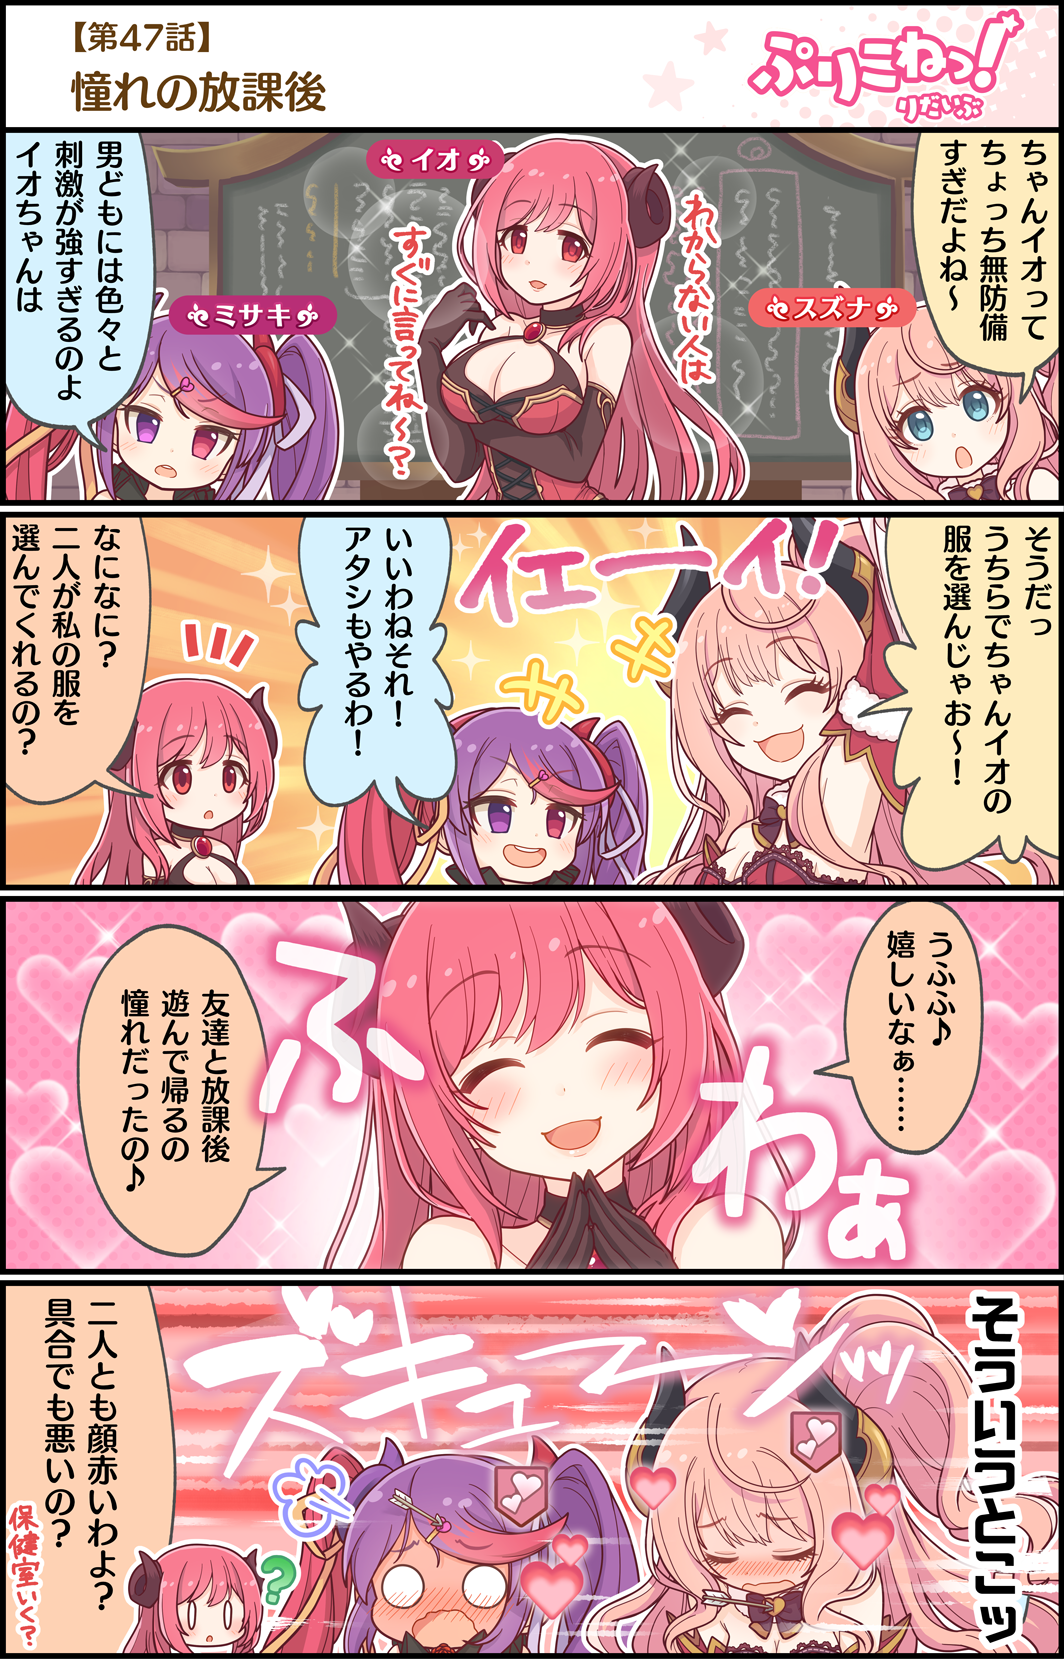 【第47話】
憧れの放課後
ぷりこねっ!
りだいぶ
ちゃんイオって
ちょっち無防備
すぎだよね～
スズナ
わからない人は
すぐに言ってね～？
イオ
ミサキ
男どもには色々と
刺激が強すぎるのよ
イオちゃんは
そうだっ
うちらでちゃんイオの
服を選んじゃお～！
イエーイ!
いいわねそれ！
アタシもやるわ！
なになに？
二人が私の服を
選んでくれるの？
うふふ♪
嬉しいなぁ……
ふ
わぁ
友達と放課後
遊んで帰るの
憧れだったの♪
そういうとこッ
ズキューンッ
?
二人とも顔赤いわよ？
具合でも悪いの？
保健室いく？